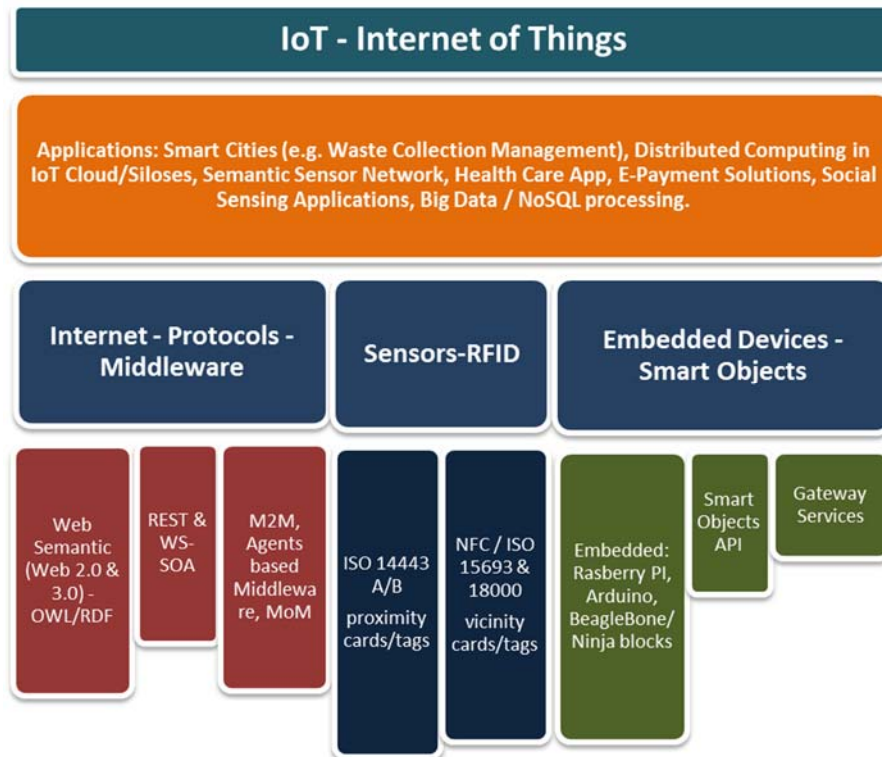 IoT - Internet of Things
Applications: Smart Cities (e.g. Waste Collection Management), Distributed Computing in
IoT Cloud/Siloses, Semantic Sensor Network, Health Care App, E-Payment Solutions, Social
Sensing Applications, Big Data / NoSQL processing.
Internet - Protocols -
Middleware
Sensors-RFID
Embedded Devices -
Smart Objects
Web
Semantic
(Web 2.0 &
3.0) -
OWL/RDF
REST &
WS-
SOA
M2M,
Agents
based
Middlewa
re, MoM
ISO 14443
A/B
proximity
cards/tags
NFC / ISO
15693 &
18000
vicinity
cards/tags
Embedded:
Rasberry PI,
Arduino,
BeagleBone/
Ninja blocks
Smart
Objects
API
Gateway
Services